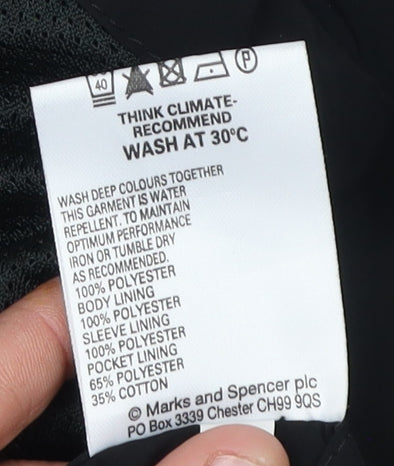 40 P
THINK CLIMATE-
RECOMMEND
WASH AT 30°C
WASH DEEP COLOURS TOGETHER
THIS GARMENT IS WATER
REPELLENT. TO MAINTAIN
OPTIMUM PERFORMANCE
IRON OR TUMBLE DRY
AS RECOMMENDED.
100% POLYESTER
BODY LINING
100% POLYESTER
SLEEVE LINING
100% POLYESTER
POCKET LINING
65% POLYESTER
35% COTTON
© Marks and Spencer plc
PO Box 3339 Chester CH99 9QS